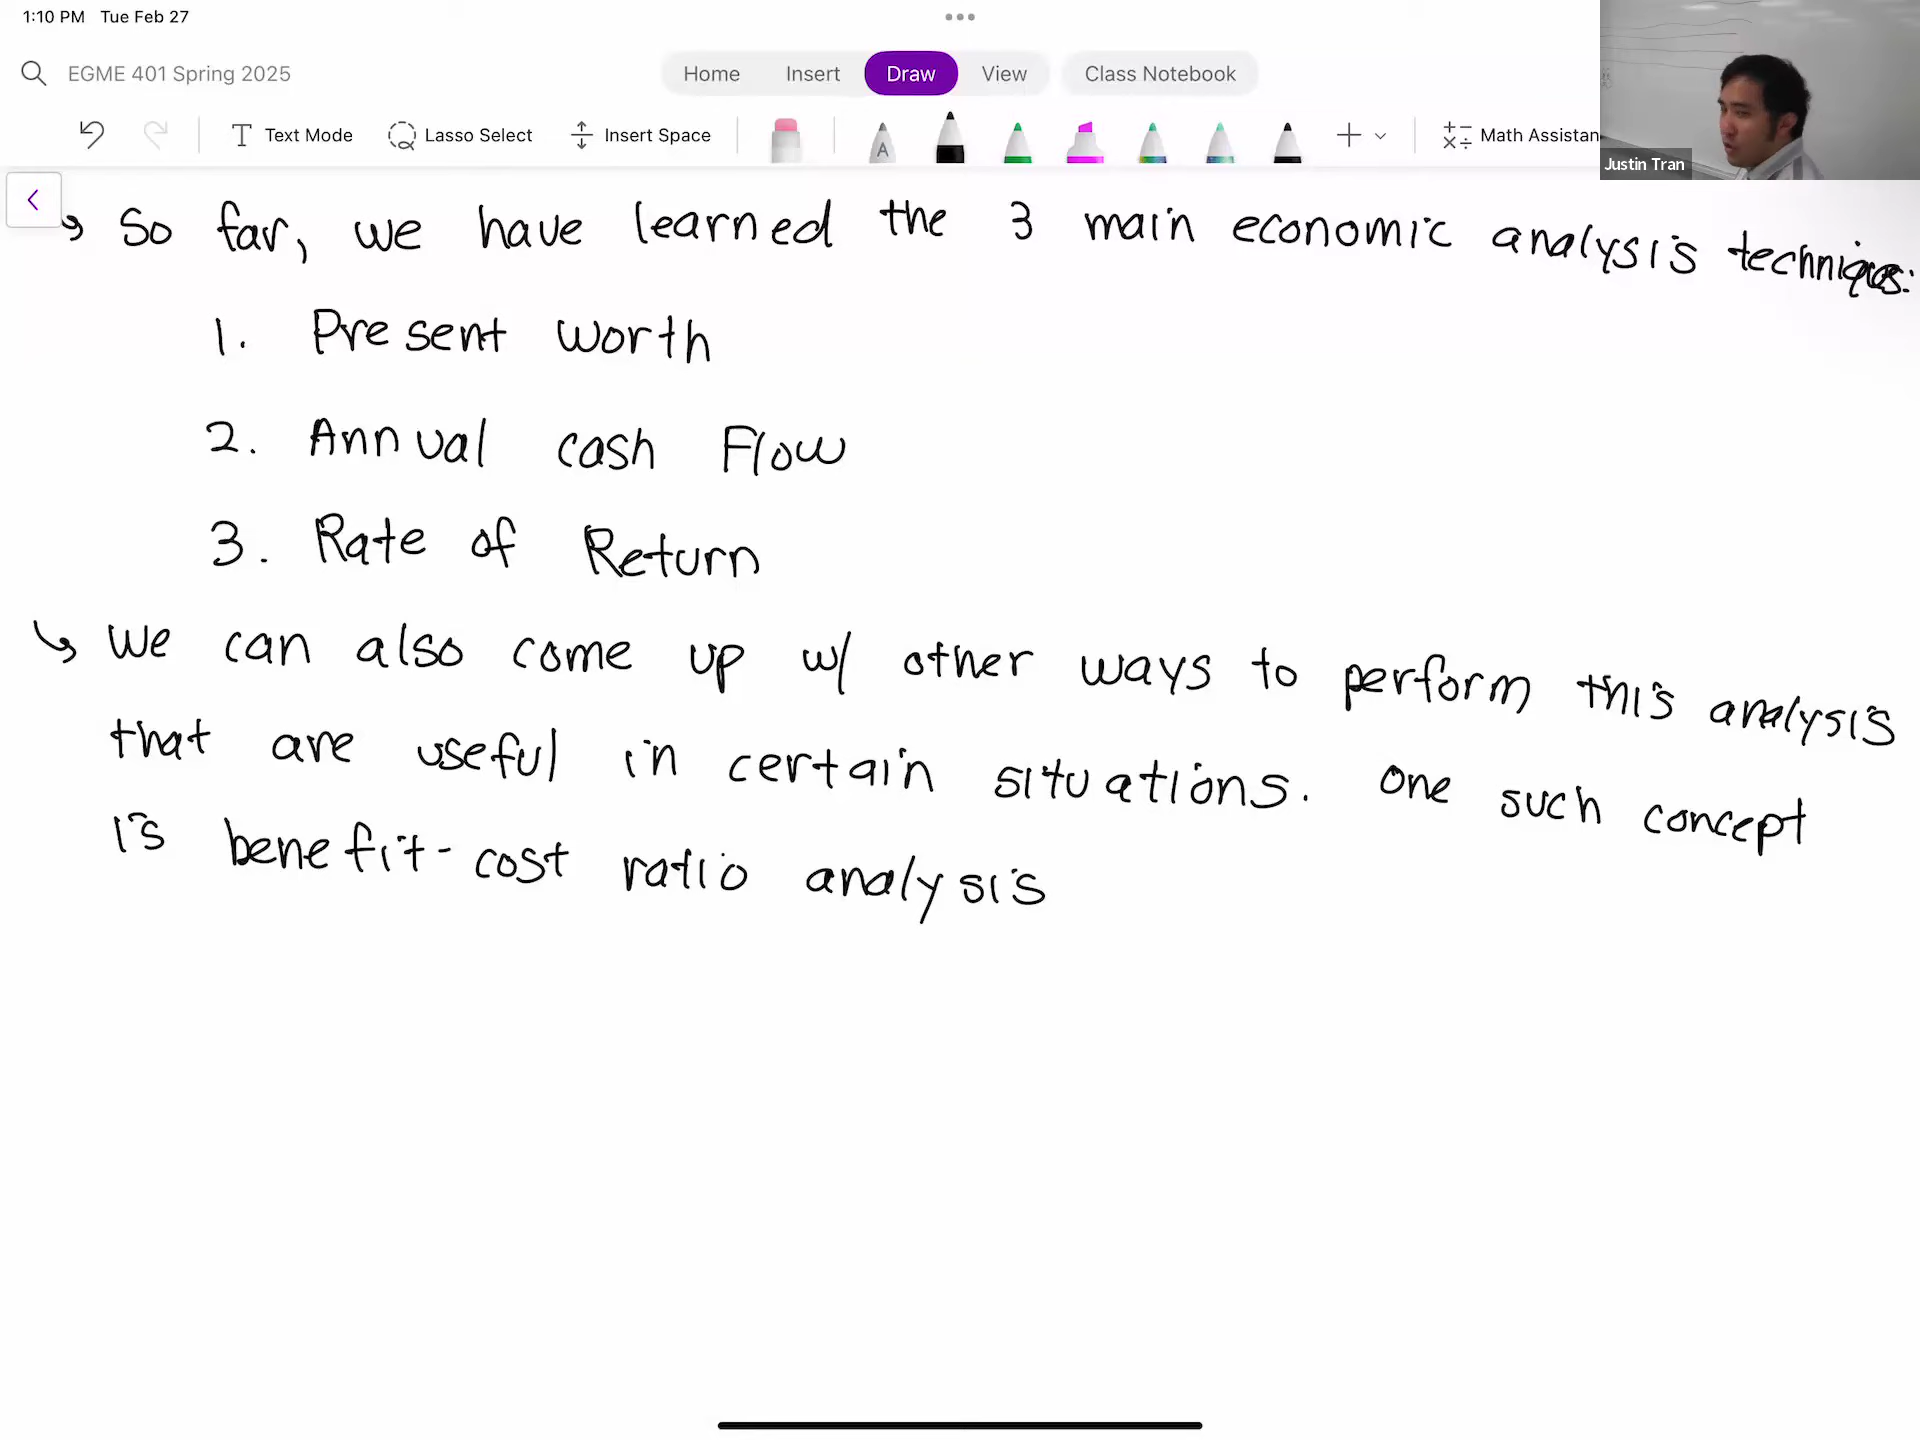 1:10 PM Tue Feb 27
EGME 401 Spring 2025
Home Insert Draw View Class Notebook
Text Mode Lasso Select Insert Space A Math Assistan
Justin Tran
So far, we have learned the 3 main economic analysis techniques:
1. Present worth
2. Annual cash Flow
3. Rate of Return
We can also come up w/ other ways to perform this analysis
that are useful in certain situations. One such concept
is benefit-cost ratio analysis